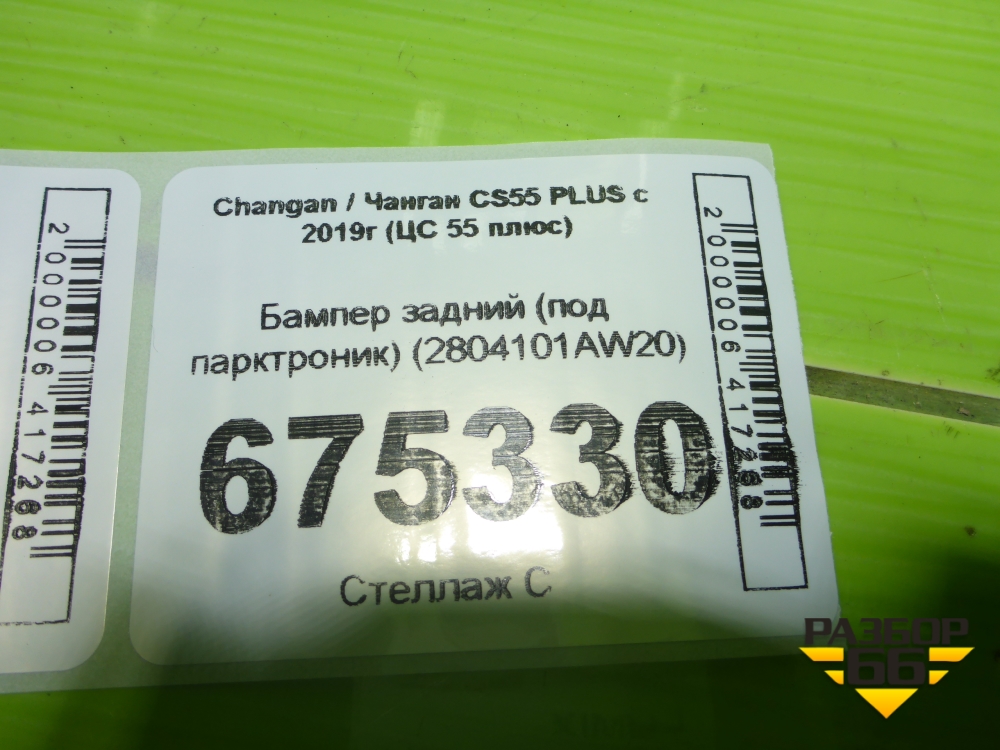 2000006417268
Changan / Чанган CS55 PLUS с
2019г (ЦС 55 плюс)
Бампер задний (под
парктроник) (2804101AW20)
675330
Стеллаж С
2000006417268
РАЗБОР
66